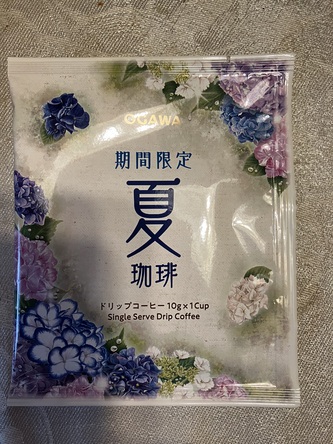 OGAWA
期間限定
夏
珈琲
ドリップコーヒー 10g×1Cup
Single Serve Drip Coffee